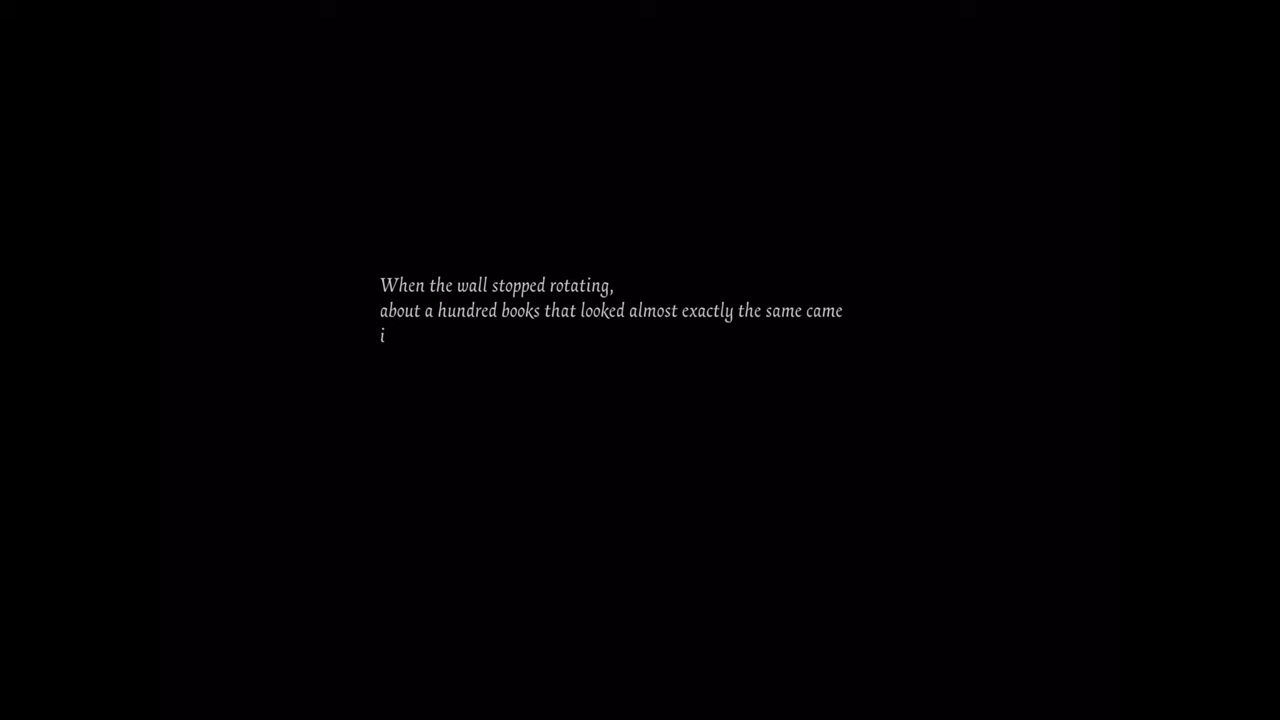 When the wall stopped rotating,
about a hundred books that looked almost exactly the same came
i